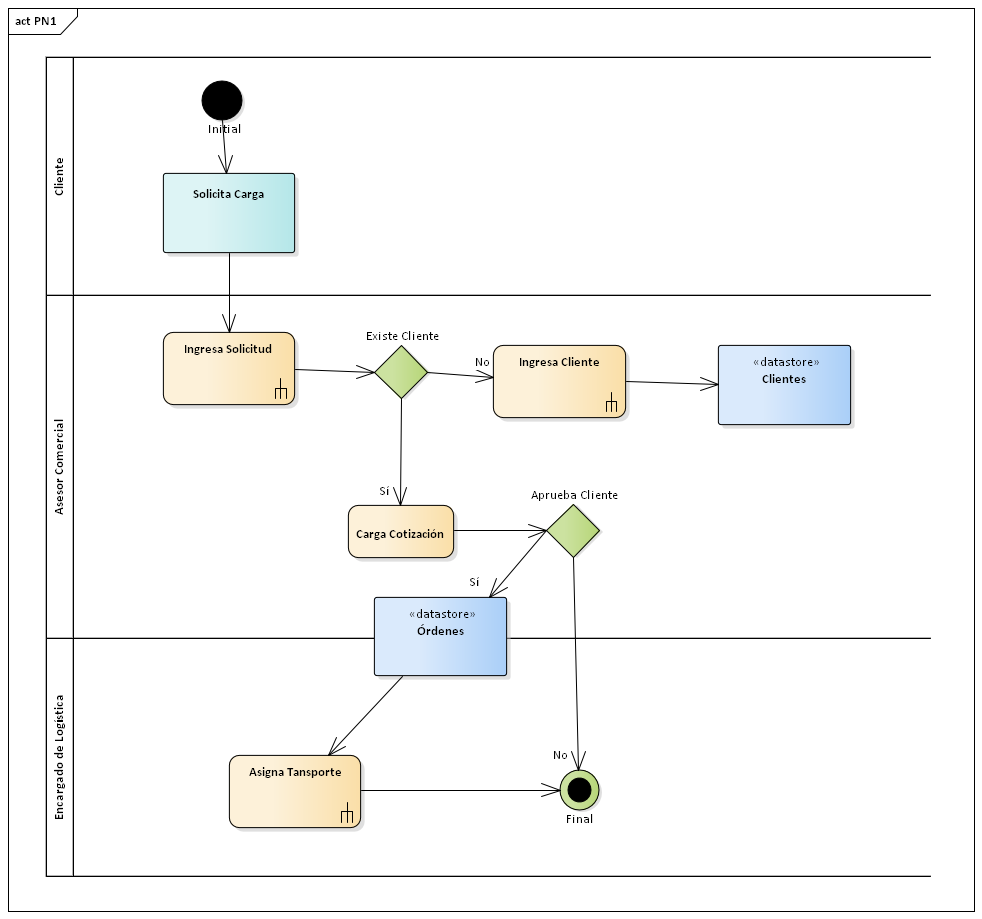 act PN1
Cliente
Initial
Solicita Carga
Asesor Comercial
Ingresa Solicitud
Existe Cliente
No
Ingresa Cliente
«datastore»
Clientes
Sí
Carga Cotización
Aprueba Cliente
Sí
«datastore»
Órdenes
Encargado de Logística
Asigna Tansporte
No
Final